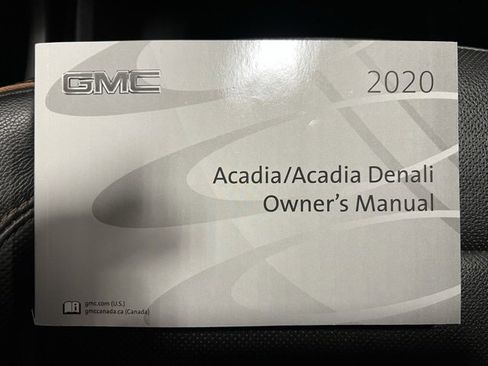 GMC
2020
Acadia/Acadia Denali
Owner's Manual
gmc.com (U.S.)
gmccanada.ca (Canada)